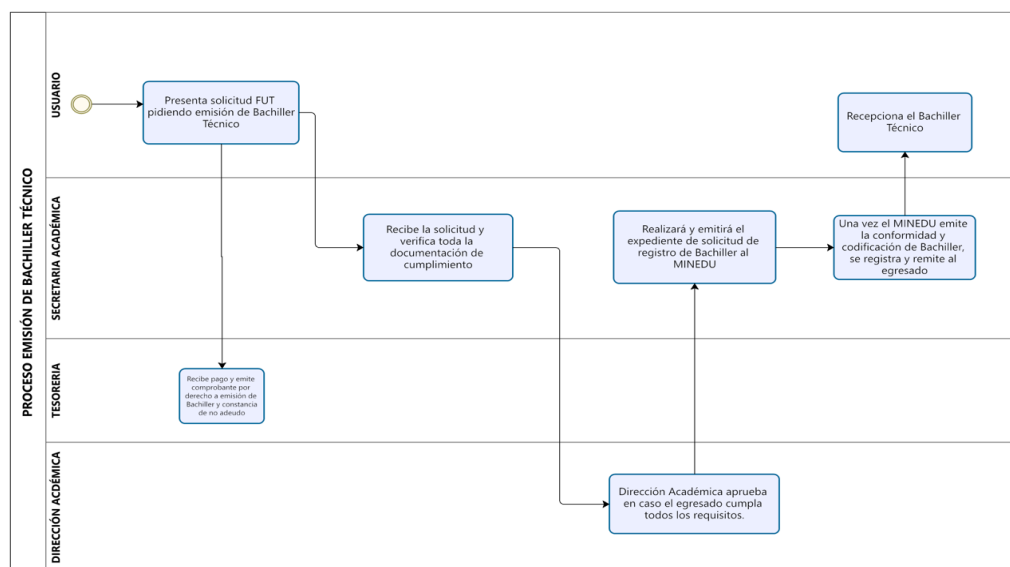 PROCESO EMISIÓN DE BACHILLER TÉCNICO
USUARIO
Presenta solicitud FUT
pidiendo emisión de Bachiller
Técnico
Recepciona el Bachiller
Técnico
SECRETARIA ACADÉMICA
Recibe la solicitud y
verifica toda la
documentación de
cumplimiento
Realizará y emitirá el
expediente de solicitud de
registro de Bachiller al
MINEDU
Una vez el MINEDU emite
la conformidad y
codificación de Bachiller,
se registra y remite al
egresado
TESORERIA
Recibe pago y emite
comprobante por
derecho a emisión de
Bachiller y constancia
de no adeudo
DIRECCIÓN ACDÉMICA
Dirección Académica aprueba
en caso el egresado cumpla
todos los requisitos.